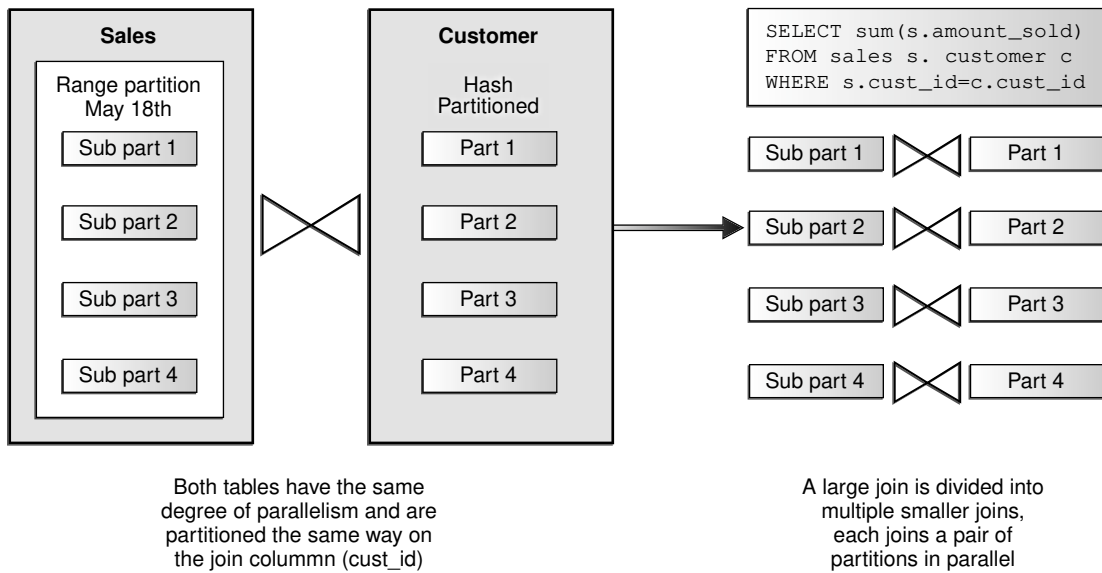 Sales
Range partition
May 18th
Sub part 1
Sub part 2
Sub part 3
Sub part 4
Customer
Hash
Partitioned
Part 1
Part 2
Part 3
Part 4
SELECT sum(s.amount_sold)
FROM sales s. customer c
WHERE s.cust_id=c.cust_id
Sub part 1 Part 1
Sub part 2 Part 2
Sub part 3 Part 3
Sub part 4 Part 4
Both tables have the same
degree of parallelism and are
partitioned the same way on
the join colummn (cust_id)
A large join is divided into
multiple smaller joins,
each joins a pair of
partitions in parallel